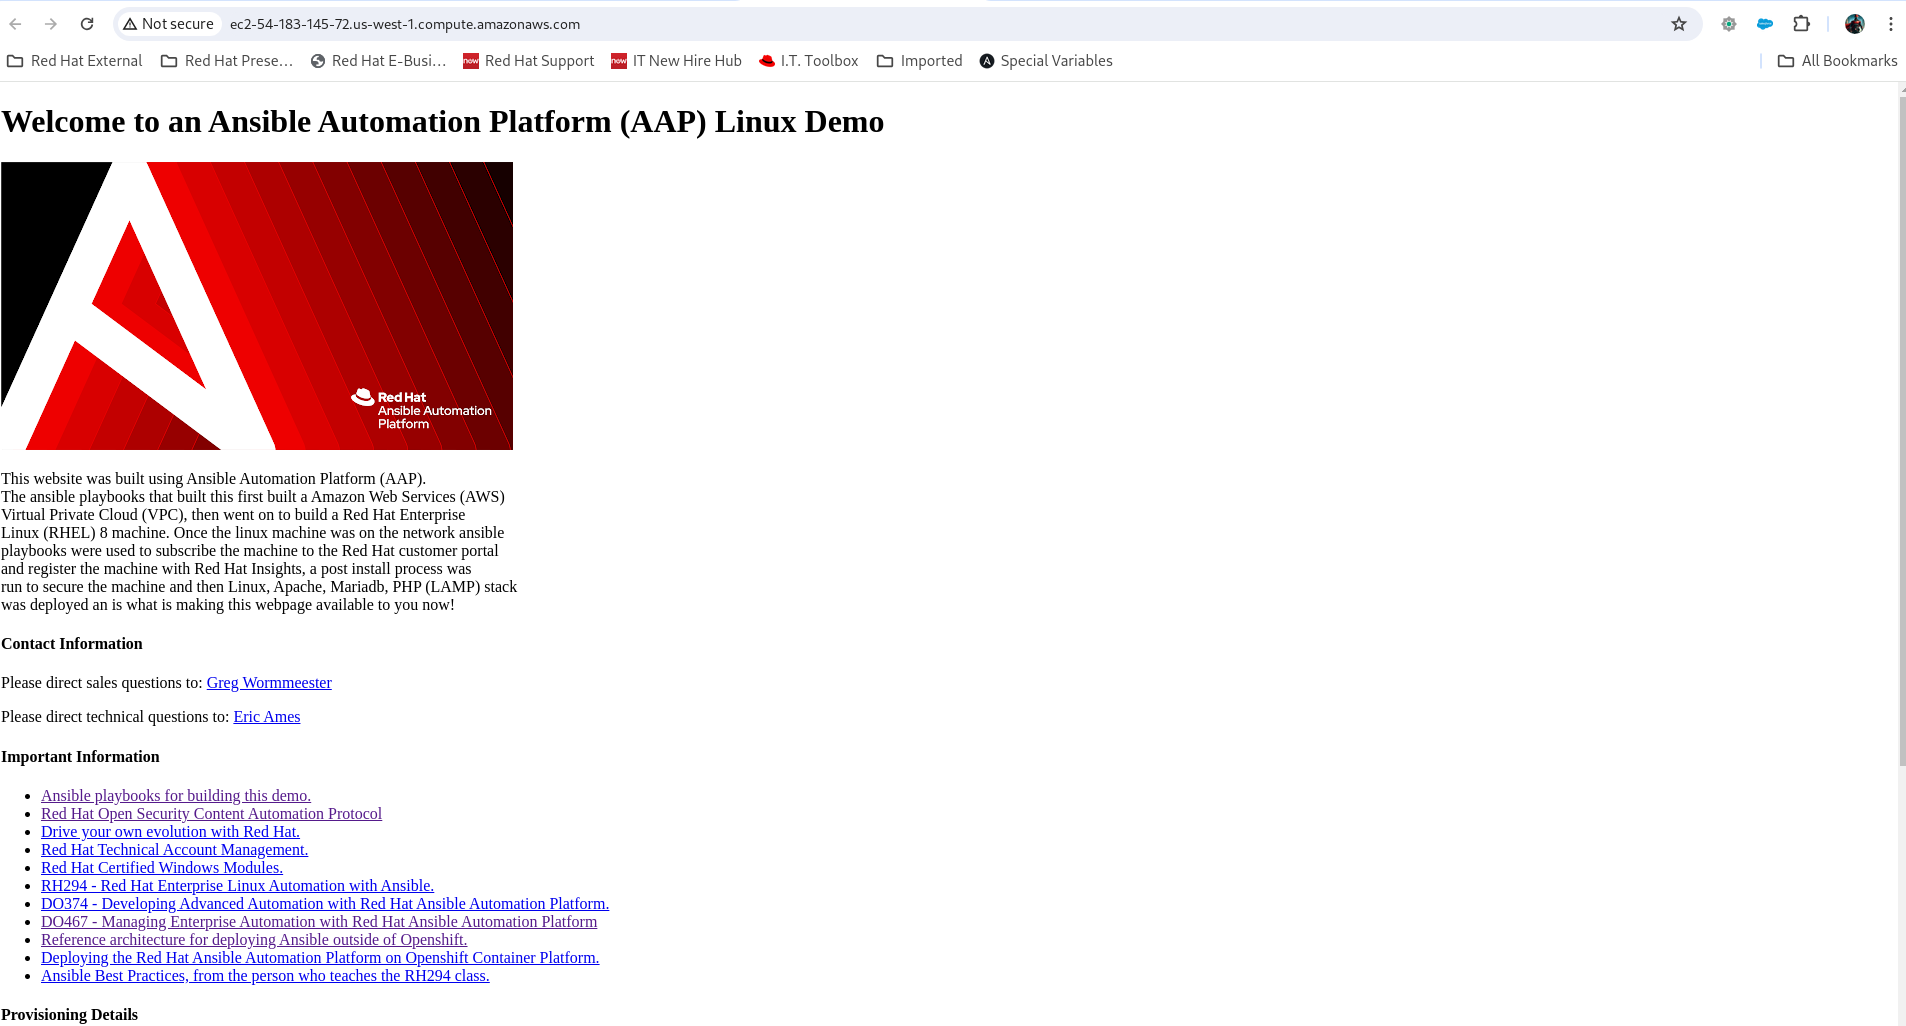 Not secure ec2-54-183-145-72.us-west-1.compute.amazonaws.com
Red Hat External Red Hat Prese... Red Hat E-Busi... now Red Hat Support now IT New Hire Hub I.T. Toolbox Imported A Special Variables All Bookmarks
Welcome to an Ansible Automation Platform (AAP) Linux Demo
Red Hat
Ansible Automation
Platform
This website was built using Ansible Automation Platform (AAP).
The ansible playbooks that built this first built a Amazon Web Services (AWS)
Virtual Private Cloud (VPC), then went on to build a Red Hat Enterprise
Linux (RHEL) 8 machine. Once the linux machine was on the network ansible
playbooks were used to subscribe the machine to the Red Hat customer portal
and register the machine with Red Hat Insights, a post install process was
run to secure the machine and then Linux, Apache, Mariadb, PHP (LAMP) stack
was deployed an is what is making this webpage available to you now!
Contact Information
Please direct sales questions to: Greg Wormmeester
Please direct technical questions to: Eric Ames
Important Information
Ansible playbooks for building this demo.
Red Hat Open Security Content Automation Protocol
Drive your own evolution with Red Hat.
Red Hat Technical Account Management.
Red Hat Certified Windows Modules.
RH294 - Red Hat Enterprise Linux Automation with Ansible.
DO374 - Developing Advanced Automation with Red Hat Ansible Automation Platform.
DO467 - Managing Enterprise Automation with Red Hat Ansible Automation Platform
Reference architecture for deploying Ansible outside of Openshift.
Deploying the Red Hat Ansible Automation Platform on Openshift Container Platform.
Ansible Best Practices, from the person who teaches the RH294 class.
Provisioning Details